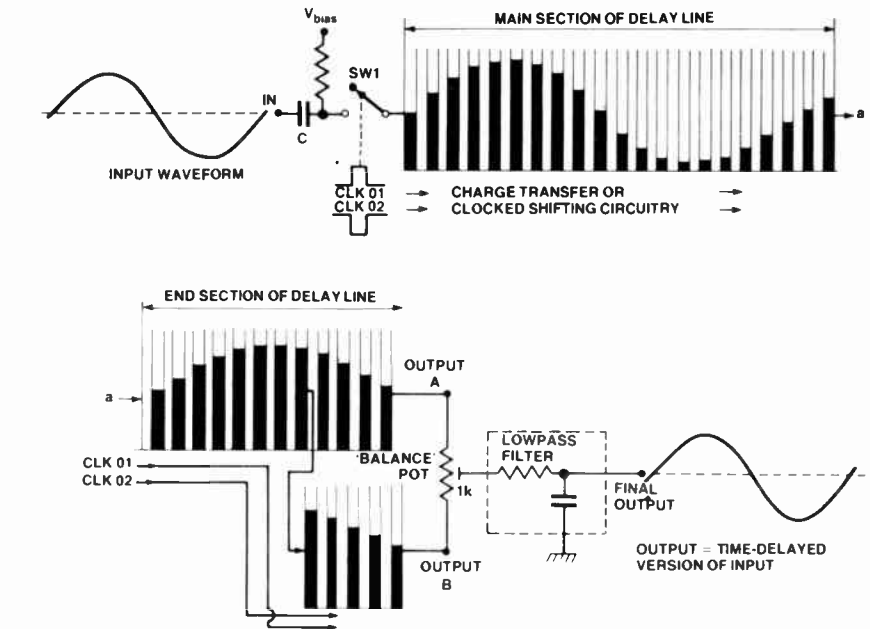 MAIN SECTION OF DELAY LINE
Vbias
SW1
IN
C
a
INPUT WAVEFORM
CLK 01
CLK 02
CHARGE TRANSFER OR
CLOCKED SHIFTING CIRCUITRY
END SECTION OF DELAY LINE
OUTPUT
A
a
LOWPASS
FILTER
'BALANCE'
POT
1k
CLK 01
CLK 02
FINAL
OUTPUT
OUTPUT
B
OUTPUT = TIME-DELAYED
VERSION OF INPUT